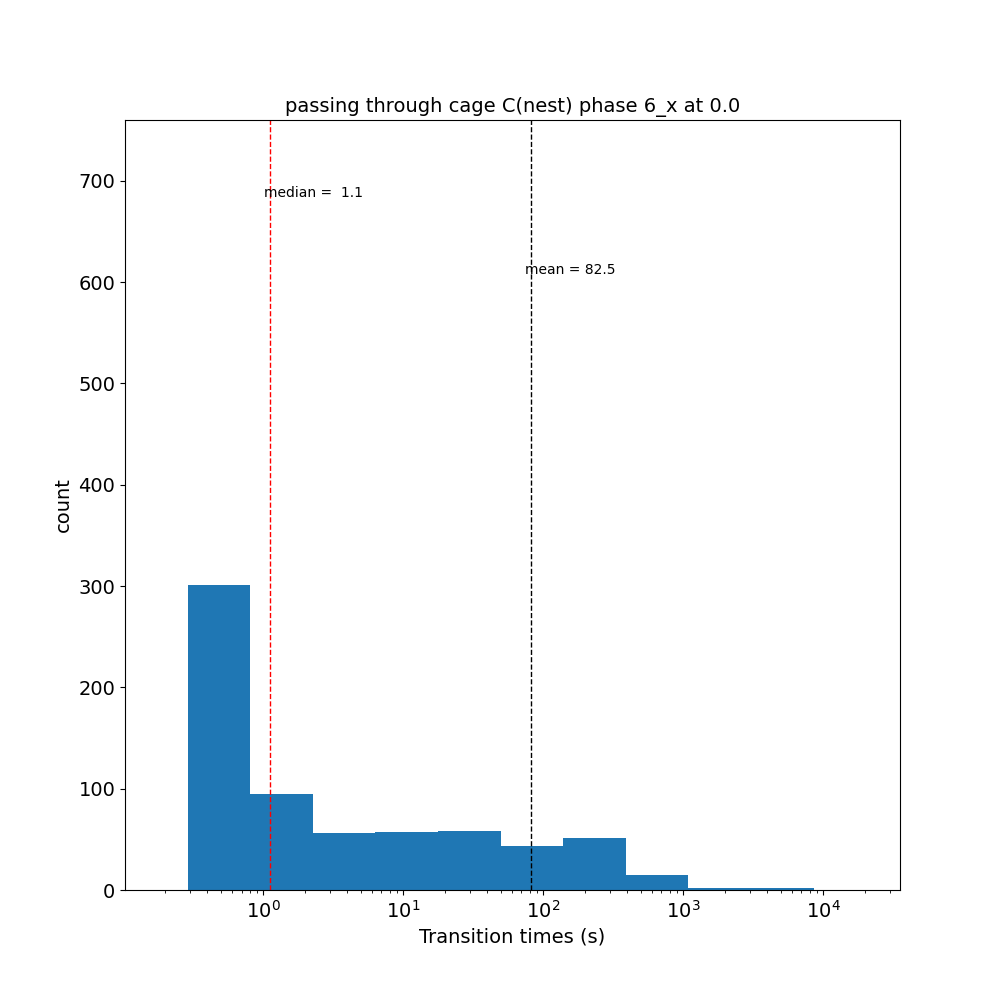 passing through cage C(nest) phase 6_x at 0.0
700
median =  1.1
mean = 82.5
600
500
400
count
300
200
100
0
10^0 10^1 10^2 10^3 10^4
Transition times (s)